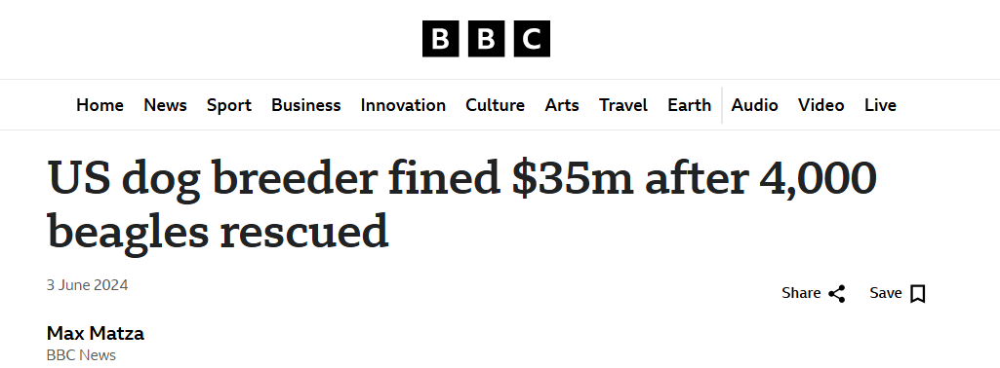 BBC
Home News Sport Business Innovation Culture Arts Travel Earth Audio Video Live
US dog breeder fined $35m after 4,000
beagles rescued
3 June 2024
Share Save
Max Matza
BBC News